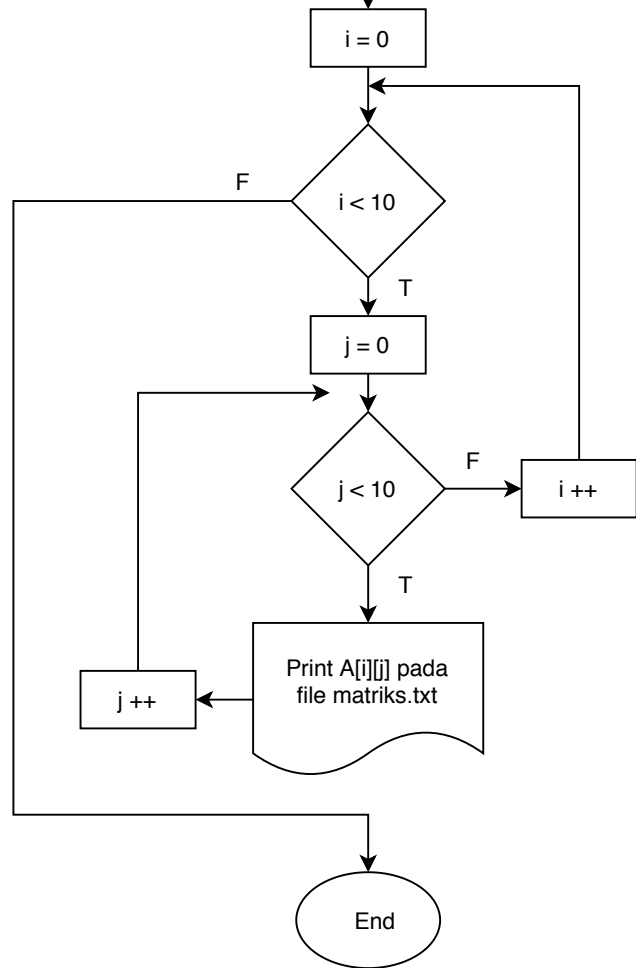 i = 0
F
i < 10
T
j = 0
j < 10
F
i ++
T
Print A[i][j] pada
file matriks.txt
j ++
End